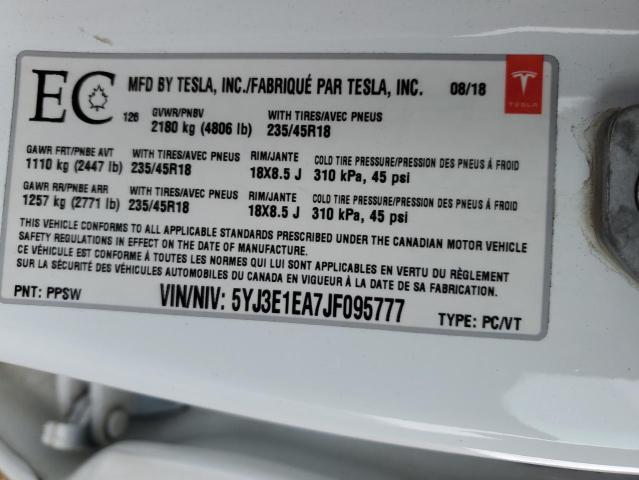 EC
126
MFD BY TESLA, INC./FABRIQUÉ PAR TESLA, INC.
08/18
TESLA
GVWR/PNBV
2180 kg (4806 lb)
WITH TIRES/AVEC PNEUS
235/45R18
GAWR FRT/PNBE AVT
1110 kg (2447 lb)
WITH TIRES/AVEC PNEUS
235/45R18
RIM/JANTE
18X8.5 J
COLD TIRE PRESSURE/PRESSION DES PNEUS À FROID
310 kPa, 45 psi
GAWR RR/PNBE ARR
1257 kg (2771 lb)
WITH TIRES/AVEC PNEUS
235/45R18
RIM/JANTE
18X8.5 J
COLD TIRE PRESSURE/PRESSION DES PNEUS À FROID
310 kPa, 45 psi
THIS VEHICLE CONFORMS TO ALL APPLICABLE STANDARDS PRESCRIBED UNDER THE CANADIAN MOTOR VEHICLE
SAFETY REGULATIONS IN EFFECT ON THE DATE OF MANUFACTURE.
CE VÉHICULE EST CONFORME À TOUTES LES NORMES QUI LUI SONT APPLICABLES EN VERTU DU RÈGLEMENT
SUR LA SÉCURITÉ DES VÉHICULES AUTOMOBILES DU CANADA EN VIGUEUR À LA DATE DE SA FABRICATION
PNT: PPSW
VIN/NIV: 5YJ3E1EA7JF095777
TYPE: PC/VT